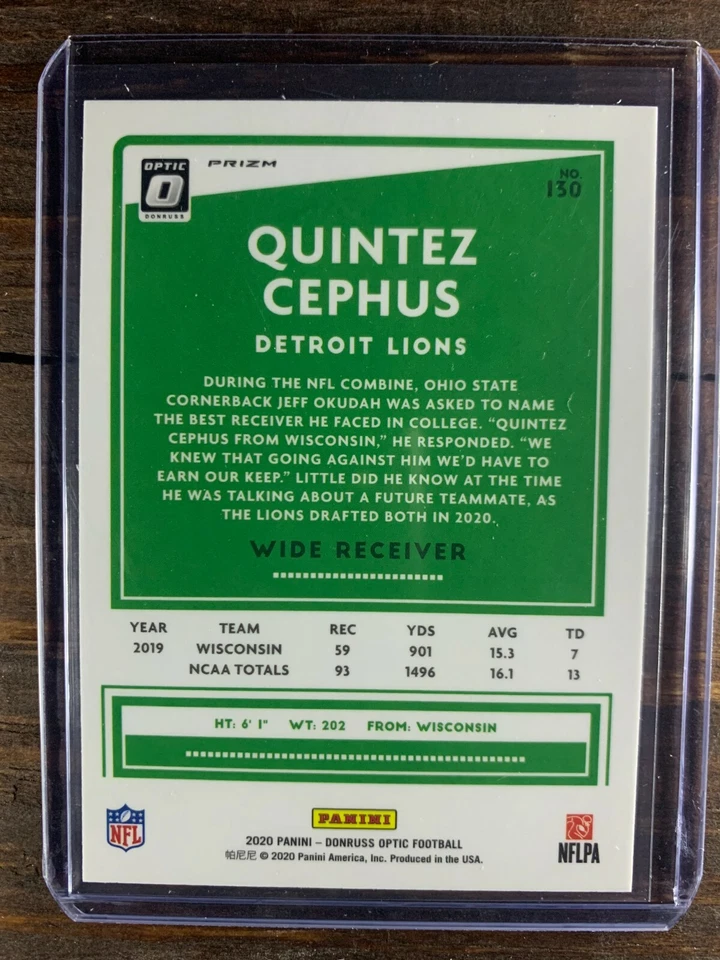 OPTIC
O
DONRUSS
PRIZM
NO.
130
QUINTEZ
CEPHUS
DETROIT LIONS
DURING THE NFL COMBINE, OHIO STATE
CORNERBACK JEFF OKUDAH WAS ASKED TO NAME
THE BEST RECEIVER HE FACED IN COLLEGE. “QUINTEZ
CEPHUS FROM WISCONSIN,” HE RESPONDED. “WE
KNEW THAT GOING AGAINST HIM WE’D HAVE TO
EARN OUR KEEP.” LITTLE DID HE KNOW AT THE TIME
HE WAS TALKING ABOUT A FUTURE TEAMMATE, AS
THE LIONS DRAFTED BOTH IN 2020.
WIDE RECEIVER
YEAR TEAM REC YDS AVG TD
2019 WISCONSIN 59 901 15.3 7
NCAA TOTALS 93 1496 16.1 13
HT: 6' 1" WT: 202 FROM: WISCONSIN
NFL
PANINI
NFLPA
2020 PANINI – DONRUSS OPTIC FOOTBALL
帕尼尼 © 2020 Panini America, Inc. Produced in the USA.